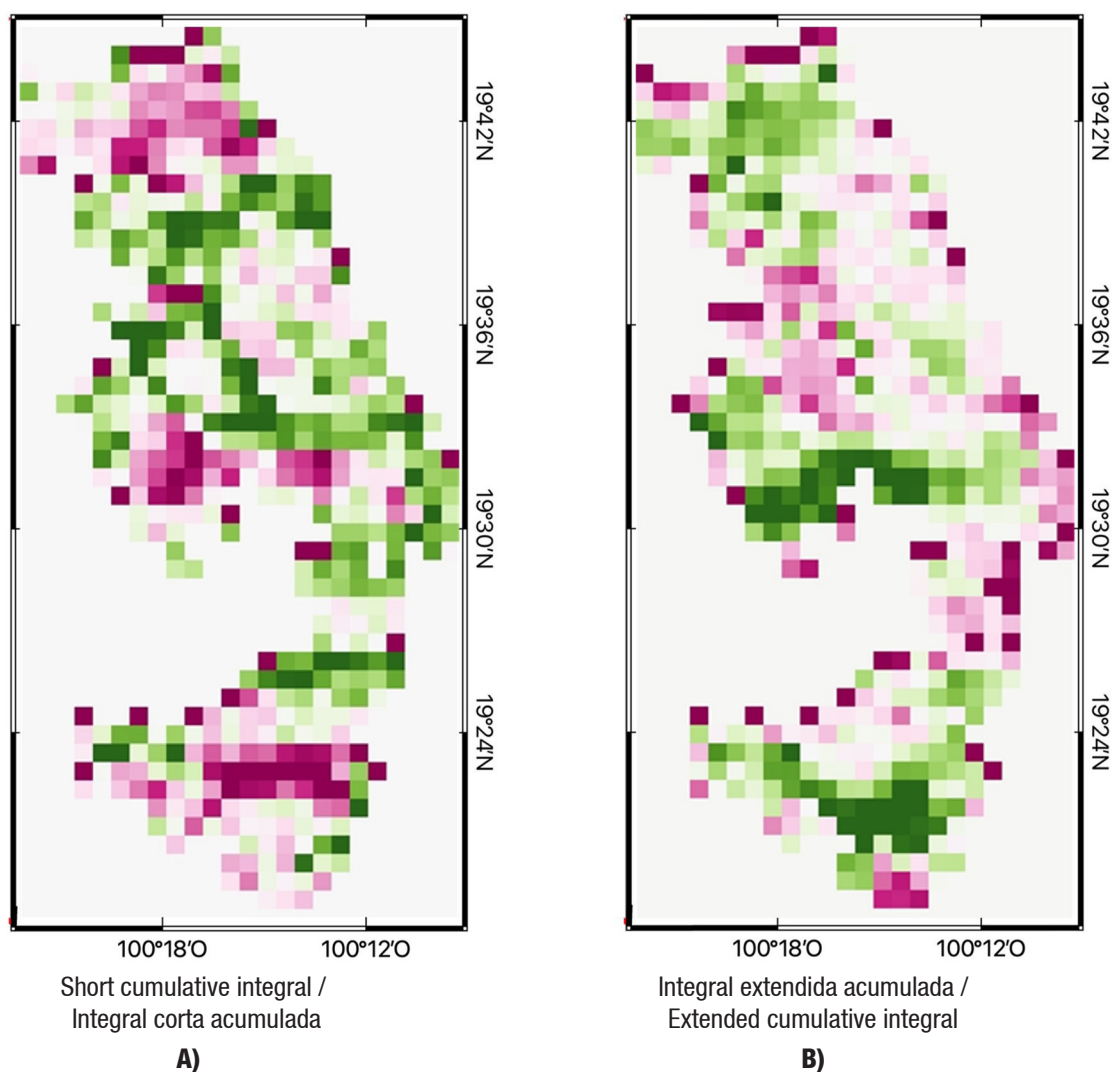 19°42'N
19°36'N
19°30'N
19°24'N
100°18'O
100°12'O
Short cumulative integral /
Integral corta acumulada
A)
19°42'N
19°36'N
19°30'N
19°24'N
100°18'O
100°12'O
Integral extendida acumulada /
Extended cumulative integral
B)